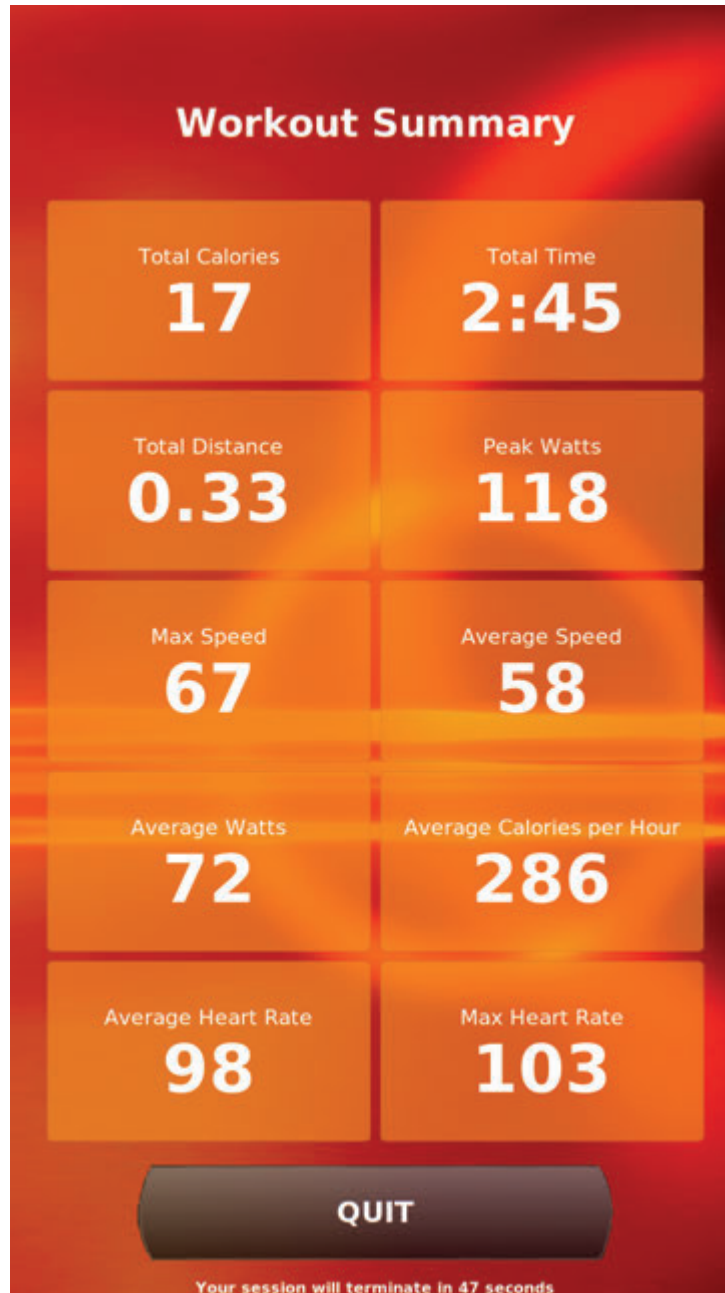 Workout Summary
Total Calories
17
Total Time
2:45
Total Distance
0.33
Peak Watts
118
Max Speed
67
Average Speed
58
Average Watts
72
Average Calories per Hour
286
Average Heart Rate
98
Max Heart Rate
103
QUIT
Your session will terminate in 47 seconds